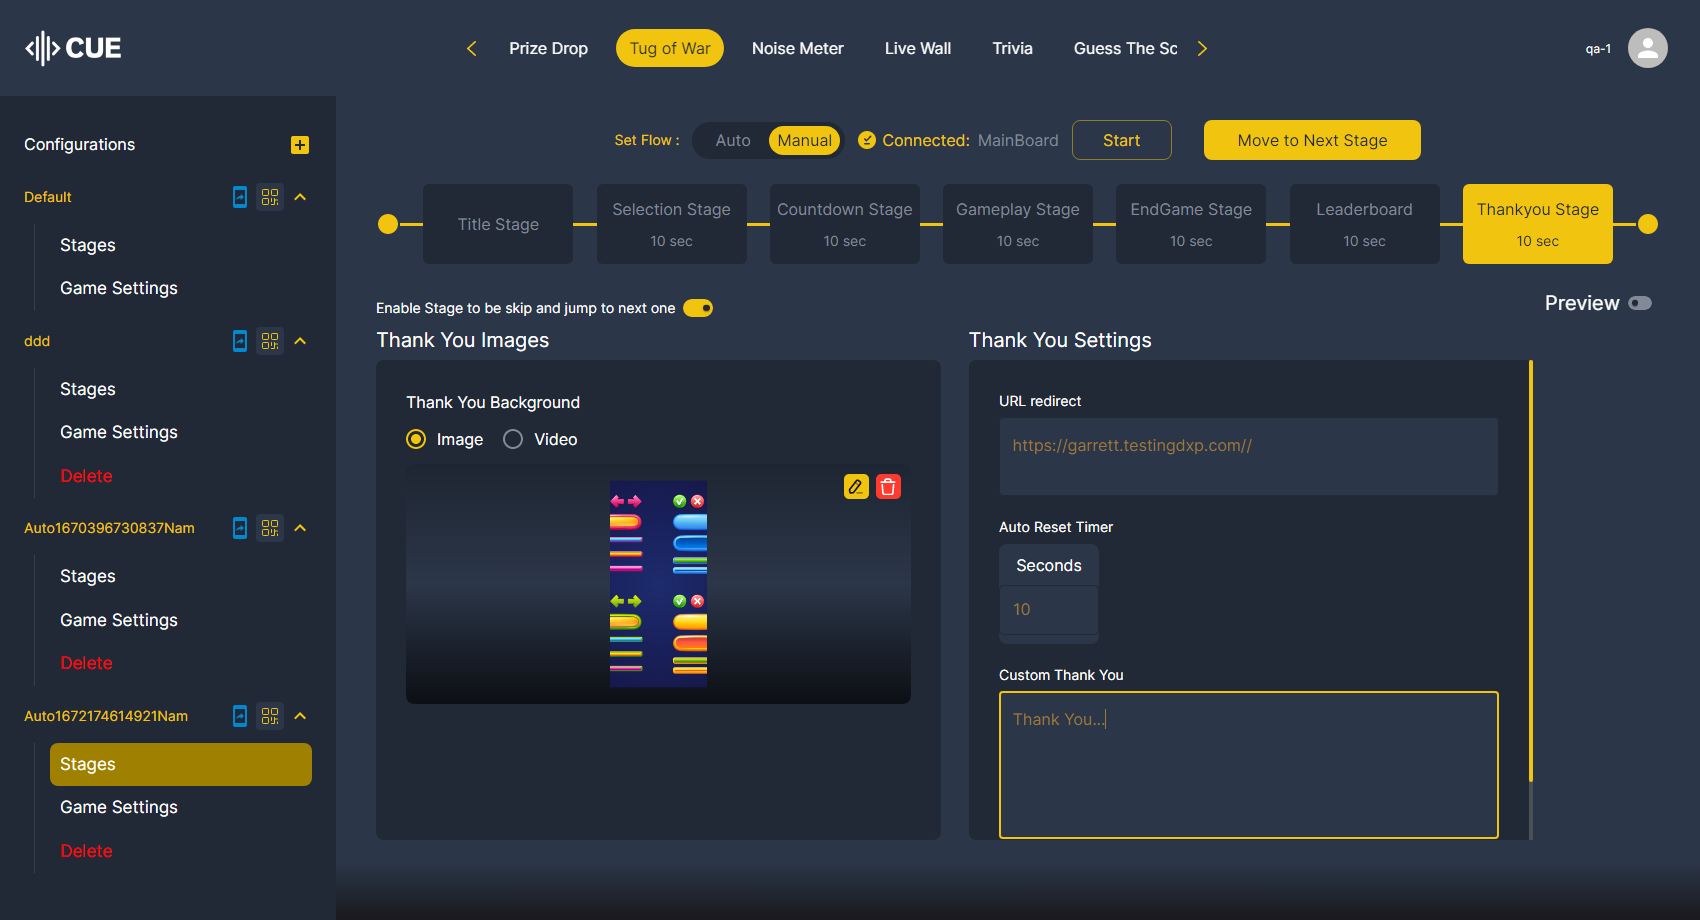 CUE
Prize Drop
Tug of War
Noise Meter
Live Wall
Trivia
Guess The Sc
qa-1
Configurations
Default
Stages
Game Settings
ddd
Stages
Game Settings
Delete
Auto1670396730837Nam
Stages
Game Settings
Delete
Auto1672174614921Nam
Stages
Game Settings
Delete
Set Flow :
Auto
Manual
Connected: MainBoard
Start
Move to Next Stage
Title Stage
Selection Stage
10 sec
Countdown Stage
10 sec
Gameplay Stage
10 sec
EndGame Stage
10 sec
Leaderboard
10 sec
Thankyou Stage
10 sec
Enable Stage to be skip and jump to next one
Preview
Thank You Images
Thank You Background
Image
Video
Thank You Settings
URL redirect
https://garrett.testingdxp.com//
Auto Reset Timer
Seconds
10
Custom Thank You
Thank You...